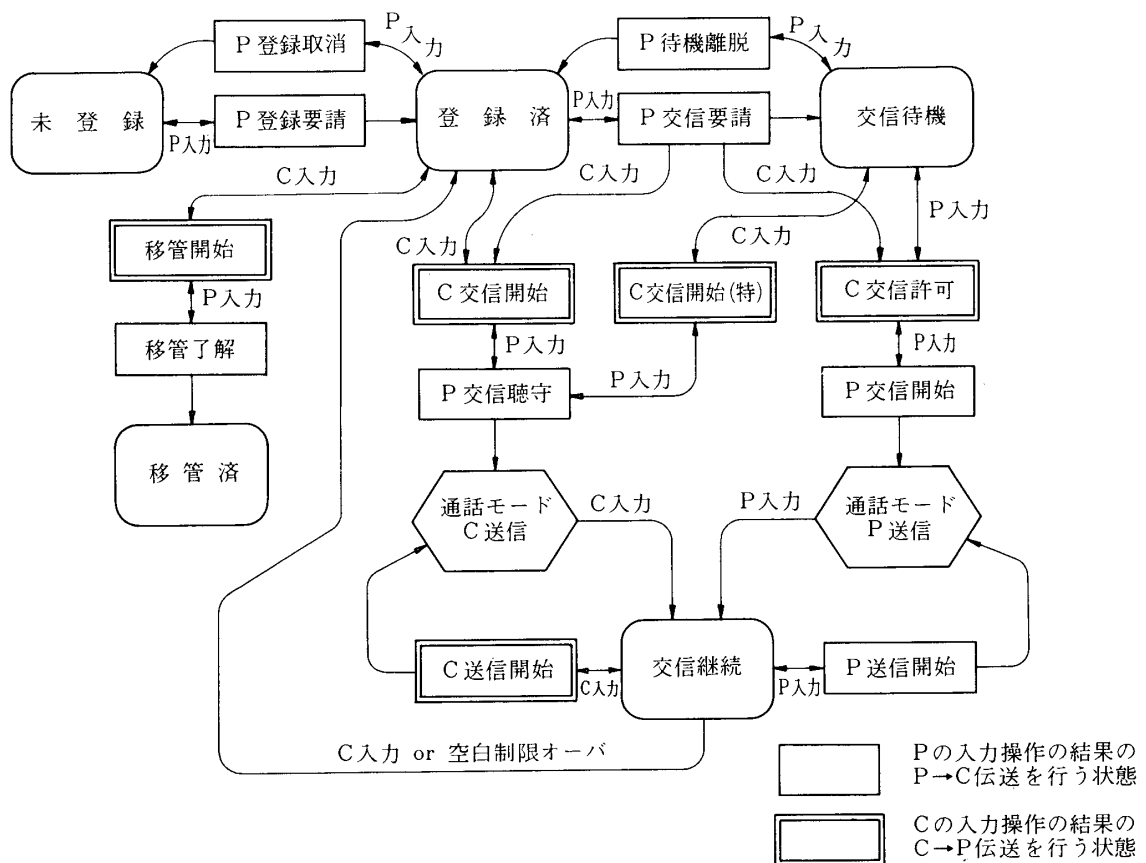 P登録取消
P入力
P待機離脱
P入力
未登録
P入力
P登録要請
登録済
P入力
P交信要請
交信待機
C入力
C入力
C入力
移管開始
C入力
C入力
P入力
C交信開始
C交信開始(特)
C交信許可
P入力
移管了解
P入力
P交信聴守
P入力
P入力
P交信開始
移管済
通話モード
C送信
C入力
P入力
通話モード
P送信
C送信開始
C入力
交信継続
P入力
P送信開始
C入力 or 空白制限オーバ
Pの入力操作の結果の
P→C伝送を行う状態
Cの入力操作の結果の
C→P伝送を行う状態